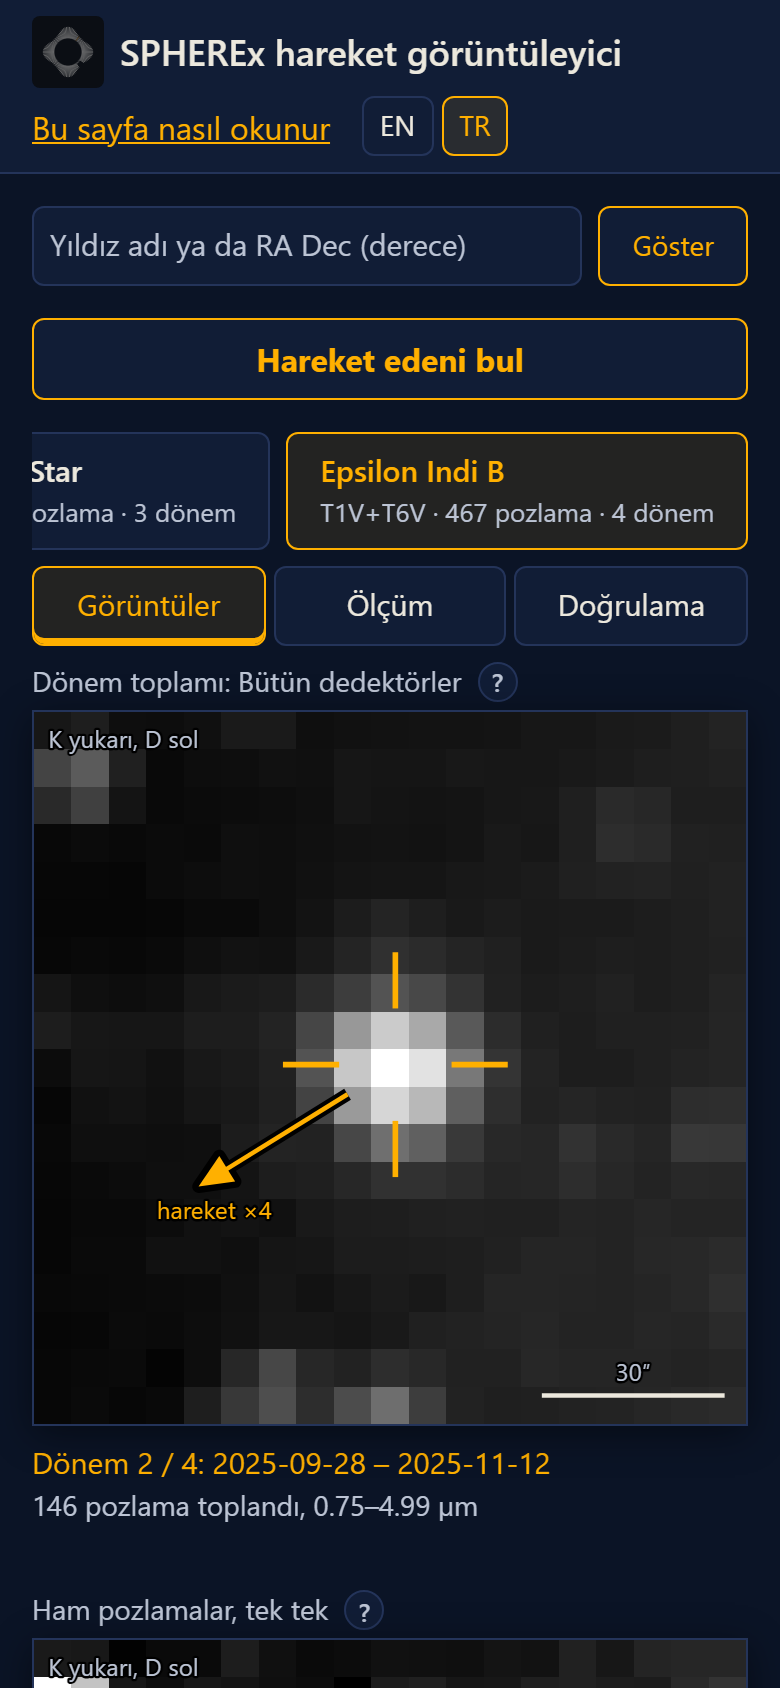 SPHEREx hareket görüntüleyici
Bu sayfa nasıl okunur
EN
TR
Yıldız adı ya da RA Dec (derece)
Göster
Hareket edeni bul
Star
ozlama · 3 dönem
Epsilon Indi B
T1V+T6V · 467 pozlama · 4 dönem
Görüntüler
Ölçüm
Doğrulama
Dönem toplamı: Bütün dedektörler
?
K yukarı, D sol
hareket ×4
30″
Dönem 2 / 4: 2025-09-28 – 2025-11-12
146 pozlama toplandı, 0.75–4.99 µm
Ham pozlamalar, tek tek
?
K yukarı, D sol